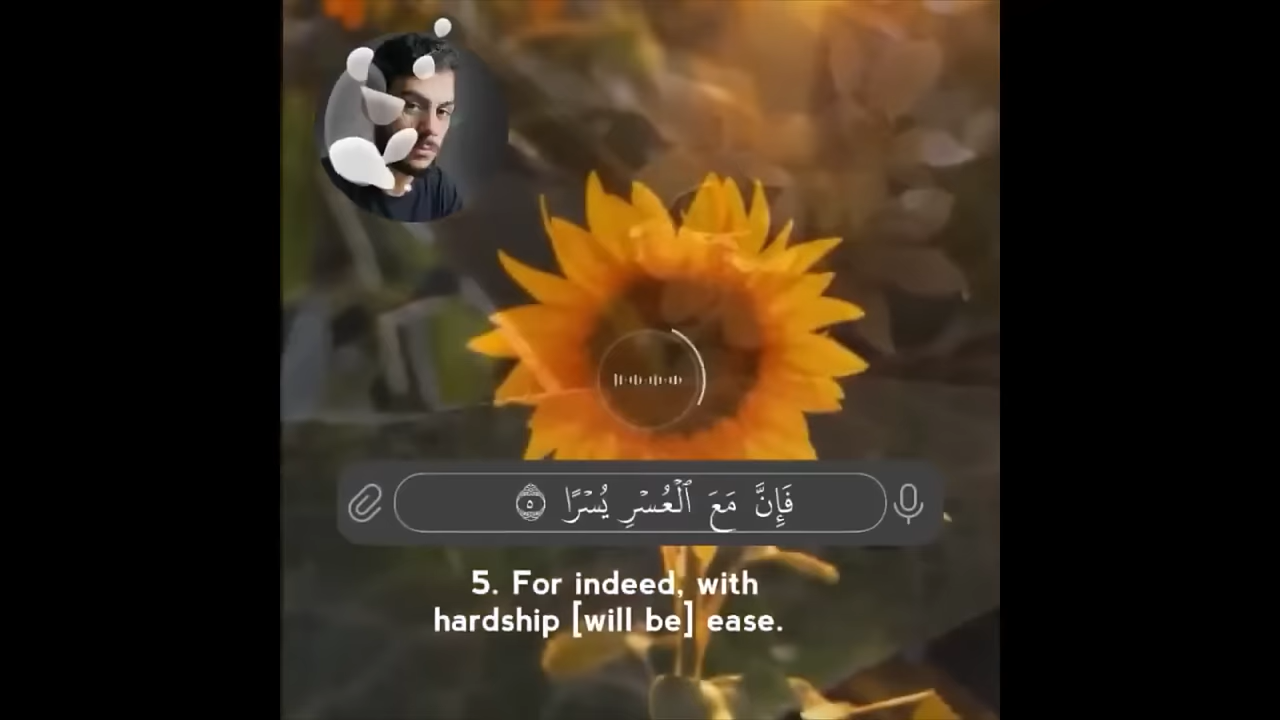 فَإِنَّ مَعَ ٱلْعُسْرِ يُسْرًا ٥
5. For indeed, with
hardship [will be] ease.